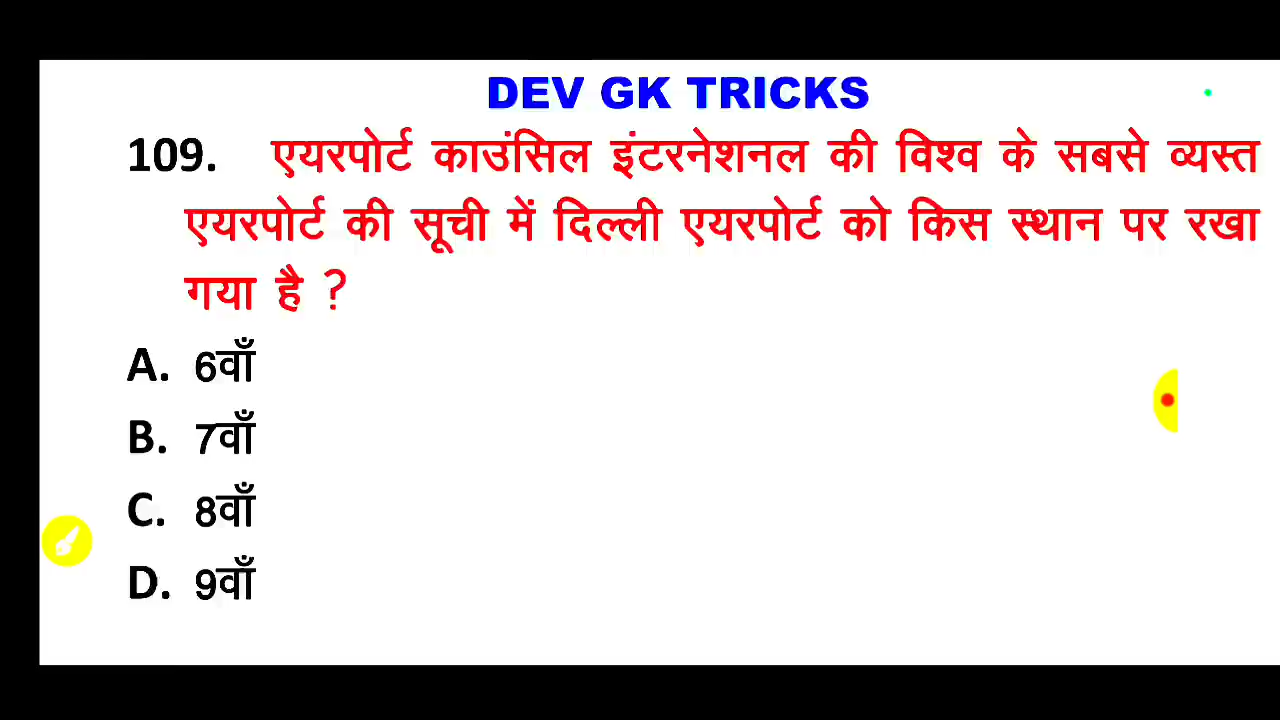 DEV GK TRICKS
109. एयरपोर्ट काउंसिल इंटरनेशनल की विश्व के सबसे व्यस्त
एयरपोर्ट की सूची में दिल्ली एयरपोर्ट को किस स्थान पर रखा
गया है ?
A. 6वाँ
B. 7वाँ
C. 8वाँ
D. 9वाँ